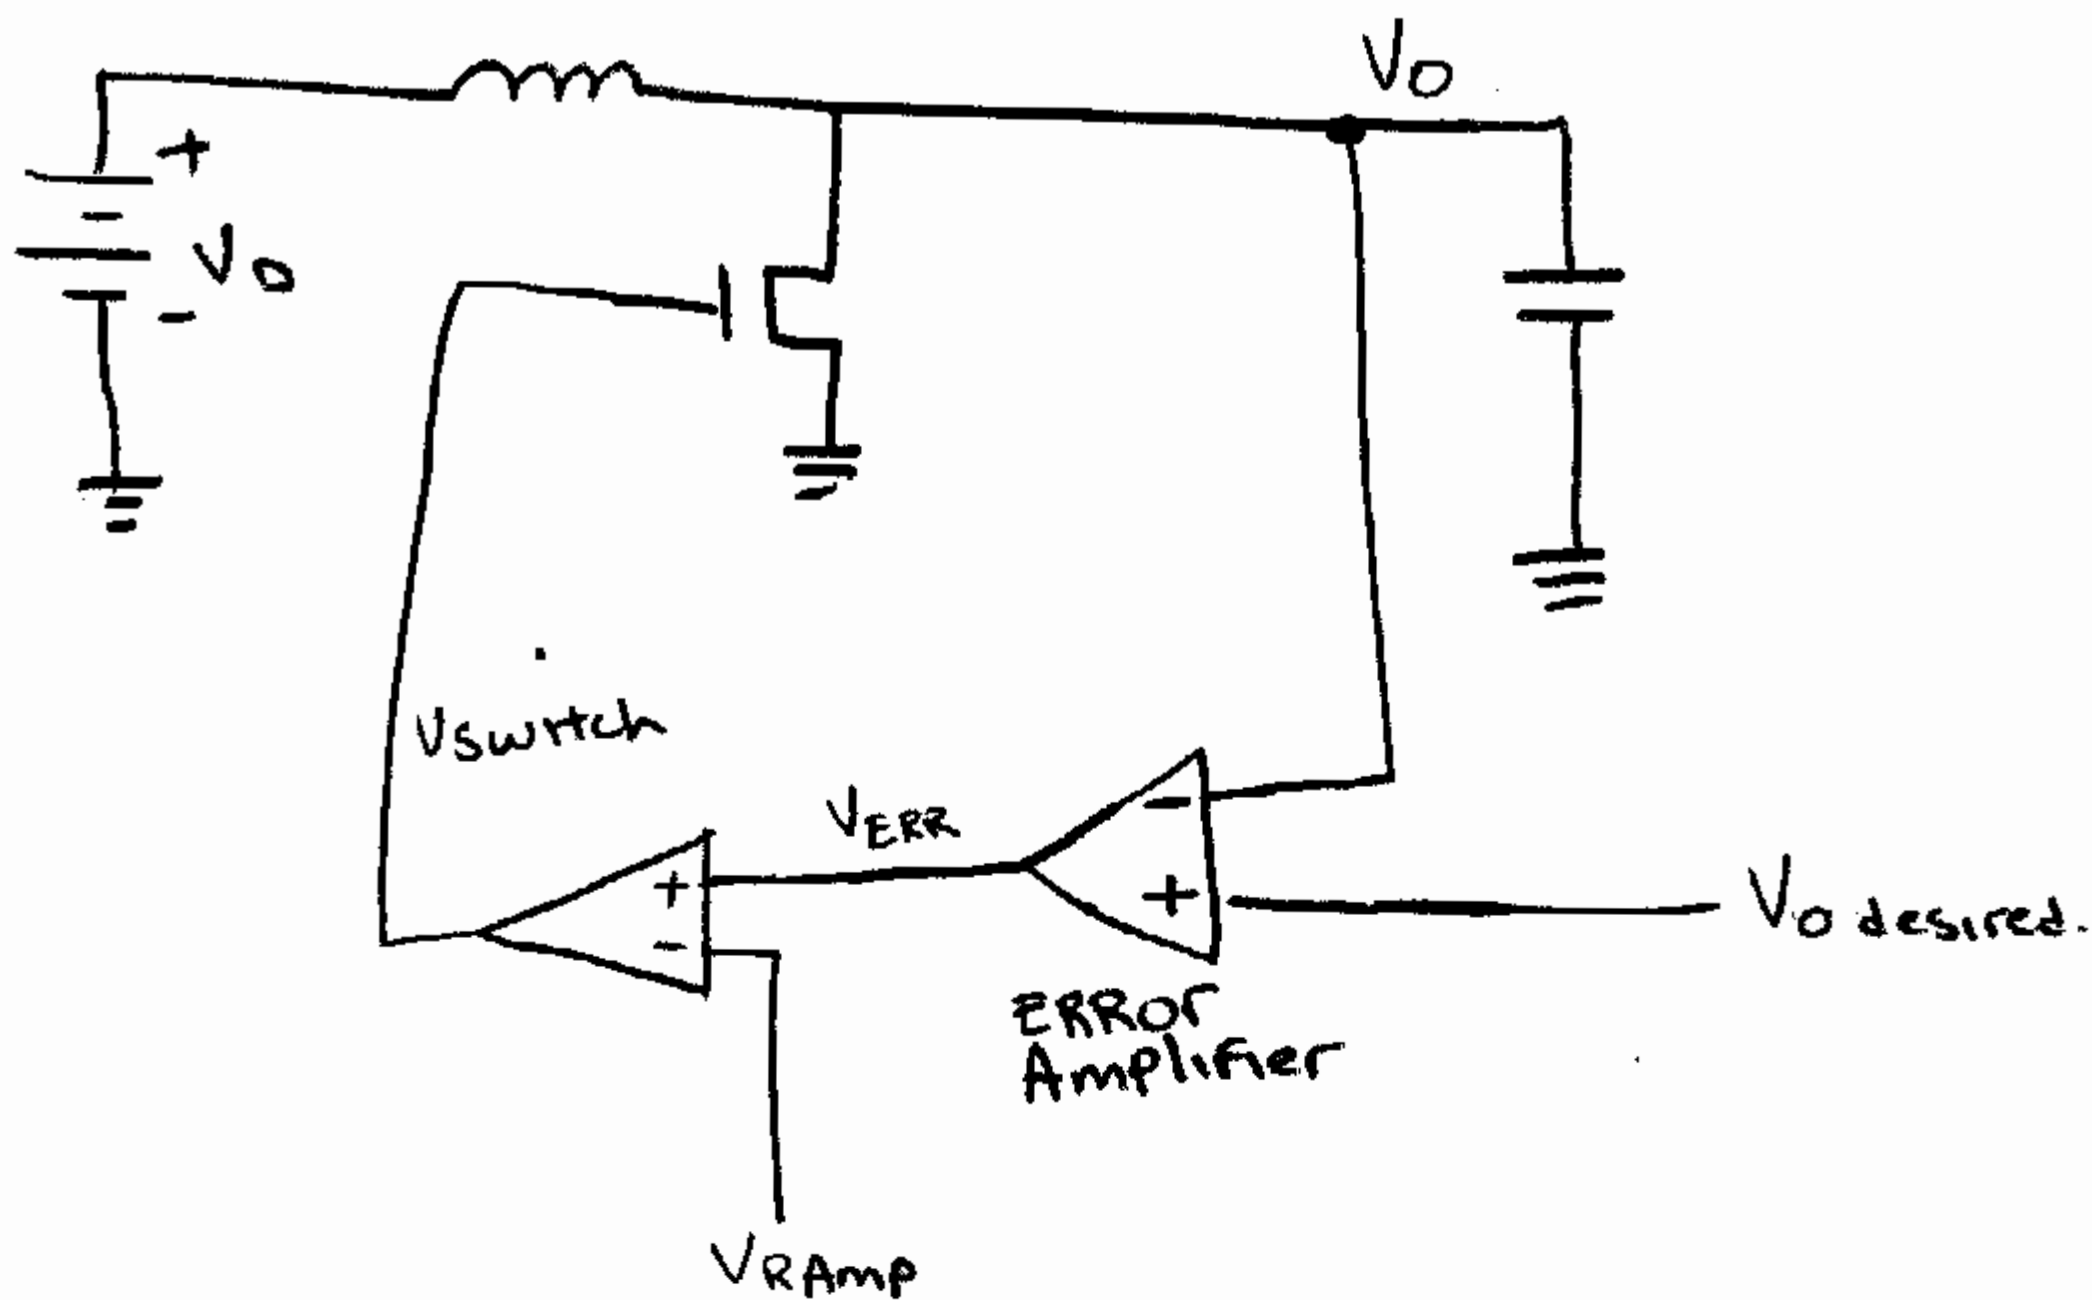 Vo
+
Vo
-
Vswitch
VERR
-
+
+
-
Vo desired.
ERROr
Amplifier
VRAmp